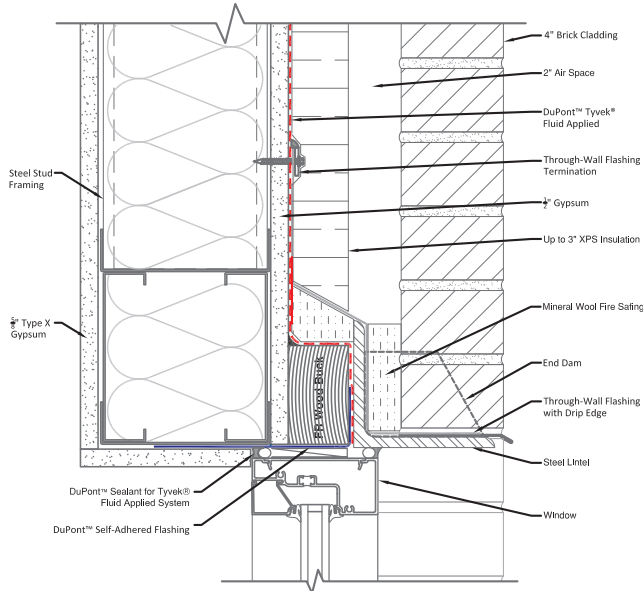 4" Brick Cladding
2" Air Space
DuPont™ Tyvek®
Fluid Applied
Through-Wall Flashing
Termination
½" Gypsum
Up to 3" XPS Insulation
Mineral Wool Fire Safing
End Dam
Through-Wall Flashing
with Drip Edge
Steel LIntel
WIndow
Steel Stud
Framing
⅝" Type X
Gypsum
FR Wood Buck
DuPont™ Sealant for Tyvek®
Fluid Applied System
DuPont™ Self-Adhered Flashing